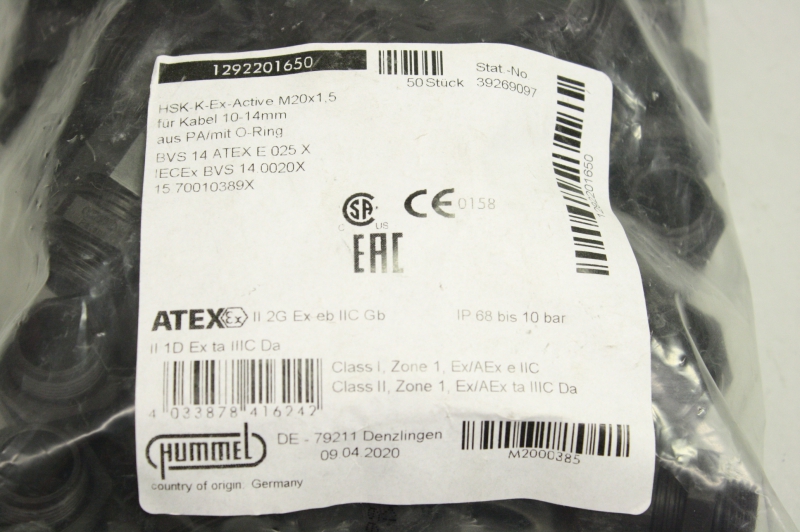 1292201650
50 Stück
Stat.-No.
39269097
HSK-K-Ex-Active M20x1,5
für Kabel 10-14mm
aus PA/mit O-Ring
BVS 14 ATEX E 025 X
IECEx BVS 14 0020X
15.70010389X
1292201650
C SA US
CE 0158
EAC
ATEX Ex II 2G Ex eb IIC Gb
IP 68 bis 10 bar
II 1D Ex ta IIIC Da
Class I, Zone 1, Ex/AEx e IIC
Class II, Zone 1, Ex/AEx ta IIIC Da
4 033878 416242
HUMMEL
DE - 79211 Denzlingen
09.04.2020
M2000385
country of origin: Germany